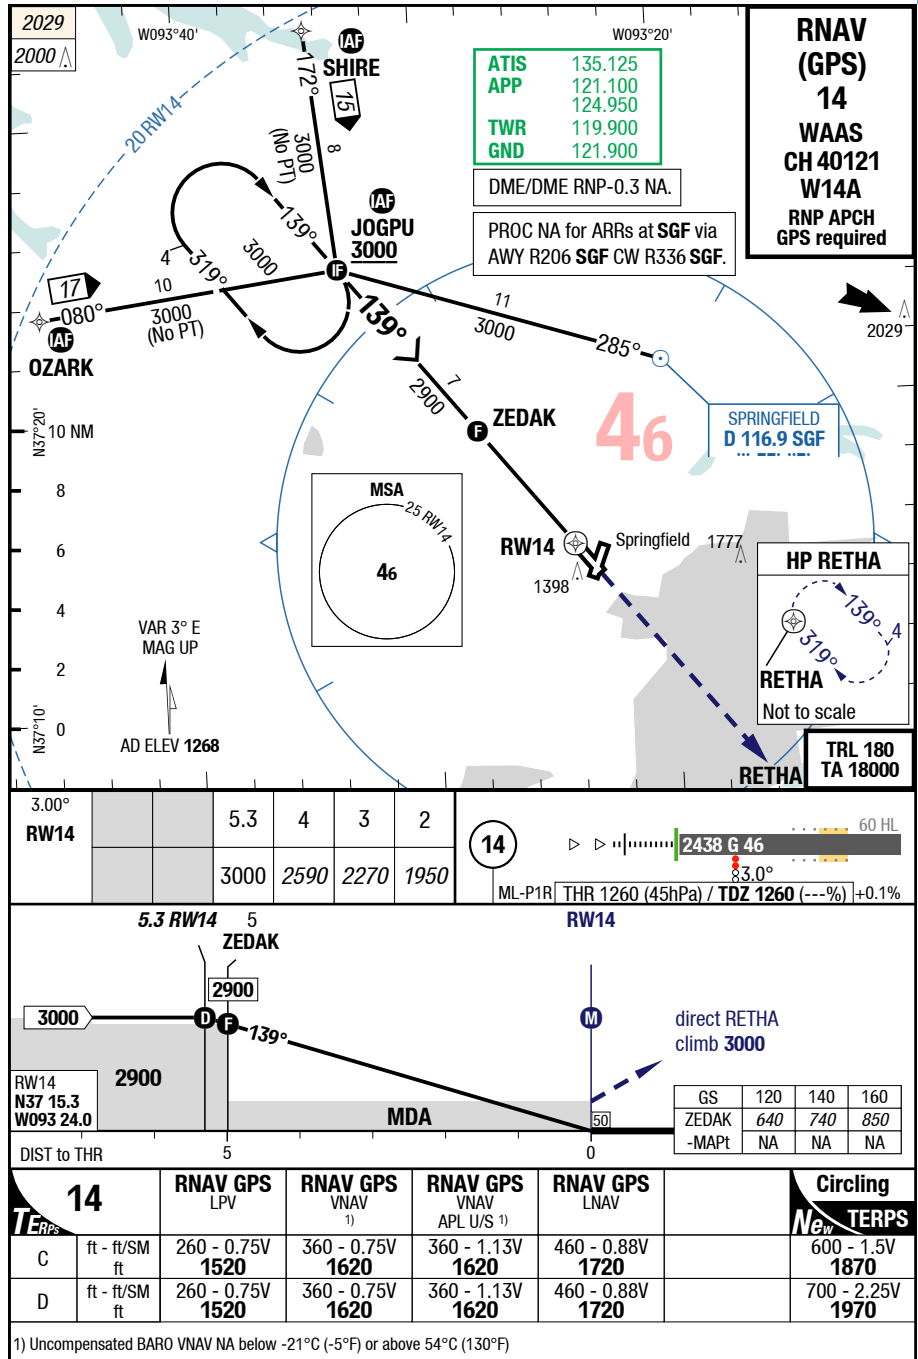 2029
2000
W093°40'
W093°20'
RNAV
(GPS)
14
WAAS
CH 40121
W14A
RNP APCH
GPS required
ATIS 135.125
APP 121.100
124.950
TWR 119.900
GND 121.900
DME/DME RNP-0.3 NA.
PROC NA for ARRs at SGF via
AWY R206 SGF CW R336 SGF.
20 RW14
IAF
SHIRE
172°
15
8
3000
(No PT)
IAF
JOGPU
3000
IF
139°
3000
4
319°
17
080°
10
3000
(No PT)
IAF
OZARK
139°
11
3000
285°
2029
7
2900
F
ZEDAK
46
SPRINGFIELD
D 116.9 SGF
N37°20'
10 NM
8
6
4
2
0
N37°10'
MSA
25 RW14
46
RW14
Springfield
1777
1398
HP RETHA
139°
4
319°
RETHA
Not to scale
VAR 3° E
MAG UP
AD ELEV 1268
RETHA
TRL 180
TA 18000
3.00°
RW14
5.3 4 3 2
3000 2590 2270 1950
14
60 HL
2438 G 46
3.0°
ML-P1R THR 1260 (45hPa) / TDZ 1260 (---%) +0.1%
5.3 RW14 5
ZEDAK
RW14
2900
3000
D
F
139°
M
direct RETHA
climb 3000
2900
RW14
N37 15.3
W093 24.0
MDA
50
GS 120 140 160
ZEDAK 640 740 850
-MAPt NA NA NA
DIST to THR 5 0
TERPs
14
RNAV GPS
LPV
RNAV GPS
VNAV
1)
RNAV GPS
VNAV
APL U/S 1)
RNAV GPS
LNAV
Circling
New TERPS
C ft - ft/SM 260 - 0.75V 360 - 0.75V 360 - 1.13V 460 - 0.88V 600 - 1.5V
ft 1520 1620 1620 1720 1870
D ft - ft/SM 260 - 0.75V 360 - 0.75V 360 - 1.13V 460 - 0.88V 700 - 2.25V
ft 1520 1620 1620 1720 1970
1) Uncompensated BARO VNAV NA below -21°C (-5°F) or above 54°C (130°F)